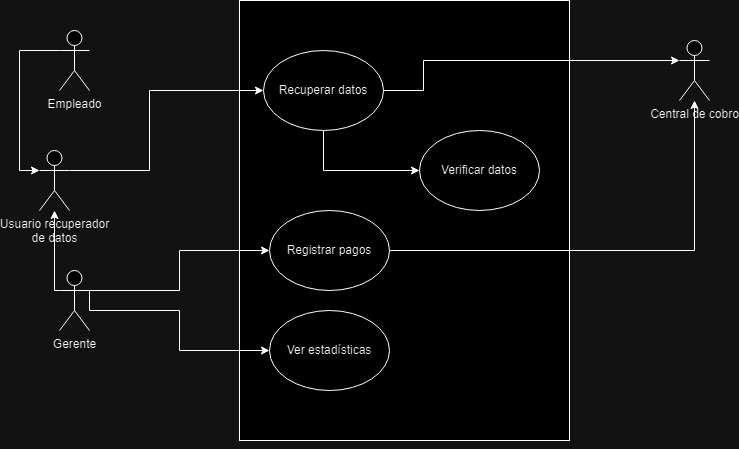 Empleado
Recuperar datos
Central de cobro
Verificar datos
Usuario recuperador
de datos
Registrar pagos
Gerente
Ver estadísticas